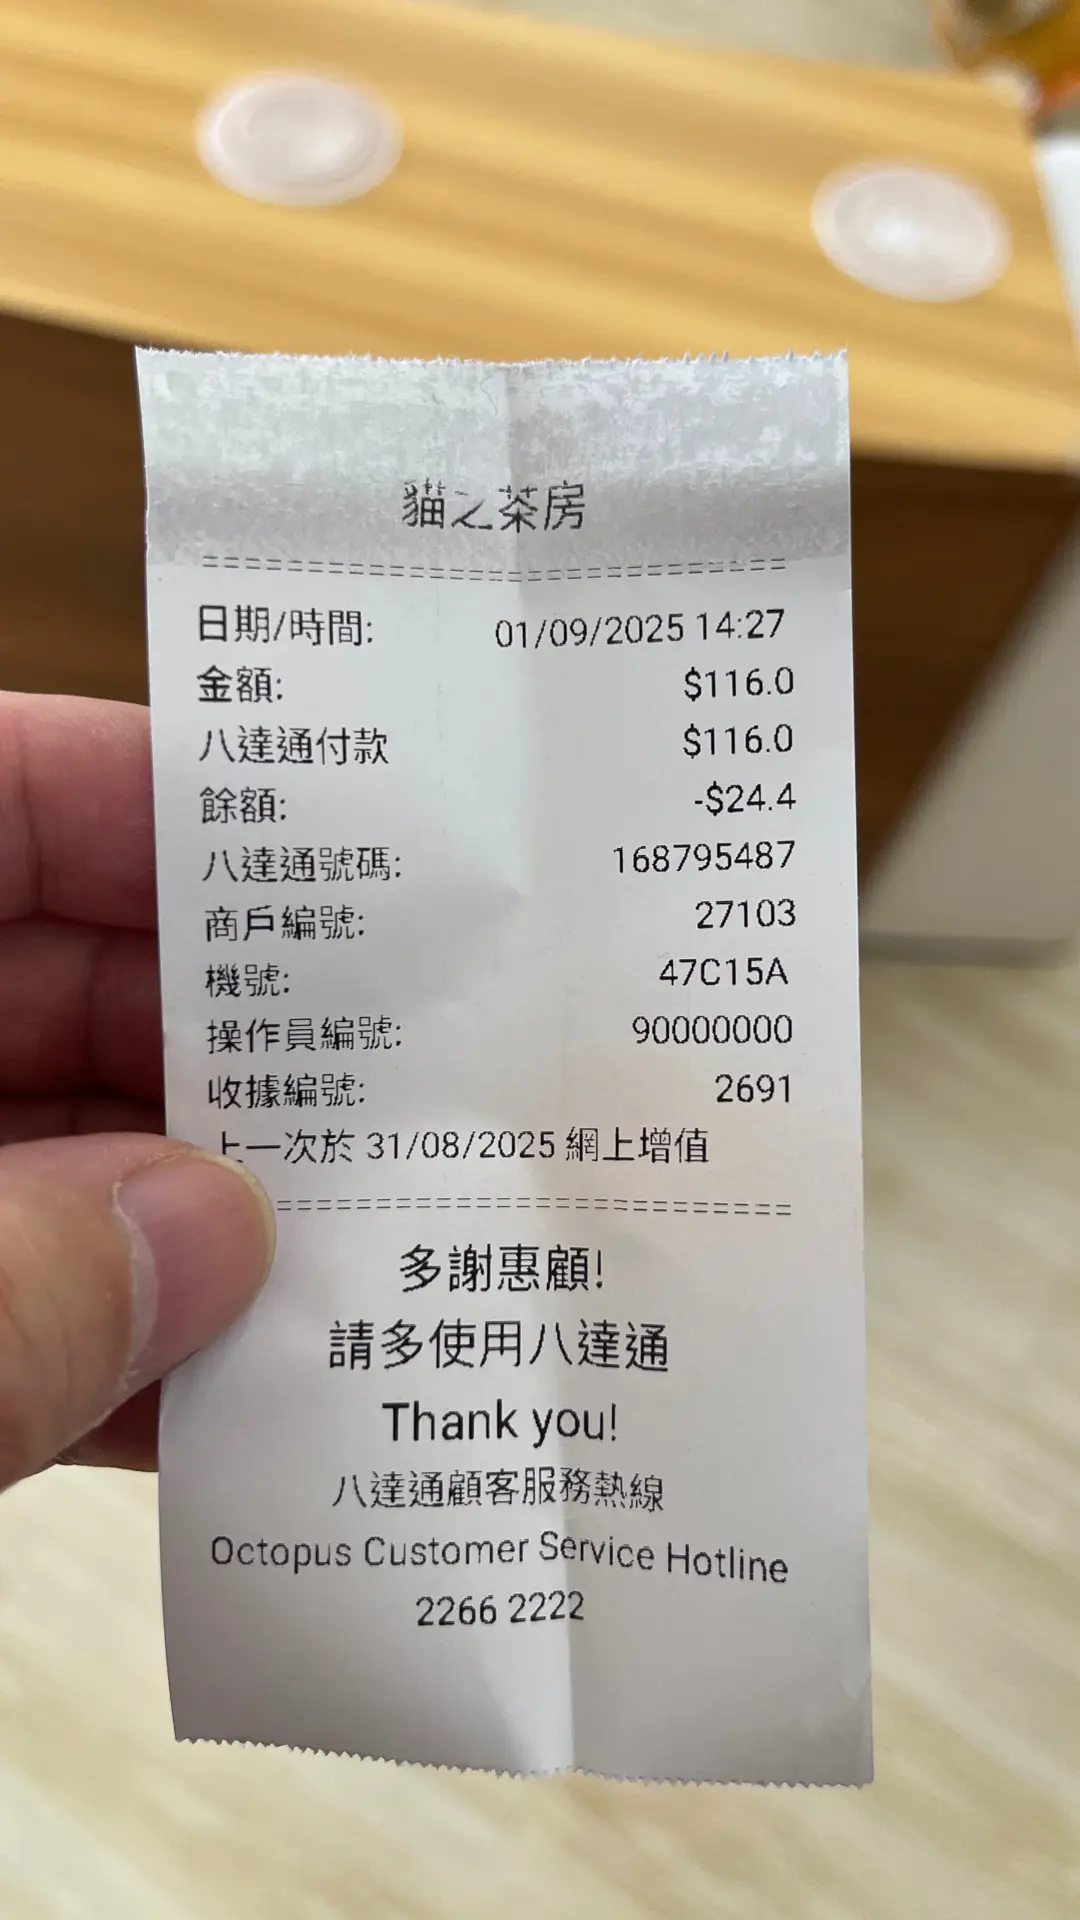 貓之茶房
==============================
日期/時間: 01/09/2025 14:27
金額: $116.0
八達通付款 $116.0
餘額: -$24.4
八達通號碼: 168795487
商戶編號: 27103
機號: 47C15A
操作員編號: 90000000
收據編號: 2691
上一次於 31/08/2025 網上增值
===========================
多謝惠顧!
請多使用八達通
Thank you!
八達通顧客服務熱線
Octopus Customer Service Hotline
2266 2222